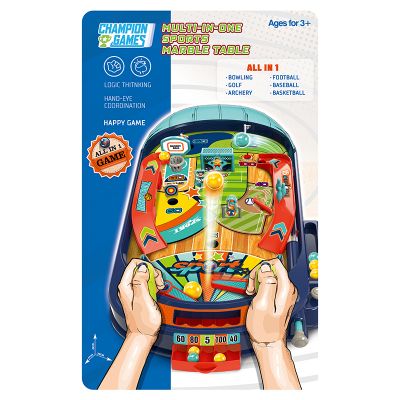 CHAMPION
GAMES
MULTI-IN-ONE
SPORTS
MARBLE TABLE
Ages for 3+
ALL IN 1
· BOWLING
· GOLF
· ARCHERY
· FOOTBALL
· BASEBALL
· BASKETBALL
LOGIC THITNKING
HAND-EYE
COORDINATION
HAPPY GAME
ALL IN 1
GAME
60 80 5 100 40